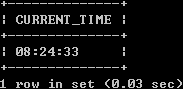 +--------------+
¦ CURRENT_TIME ¦
+--------------+
¦ 08:24:33     ¦
+--------------+
1 row in set (0.03 sec)